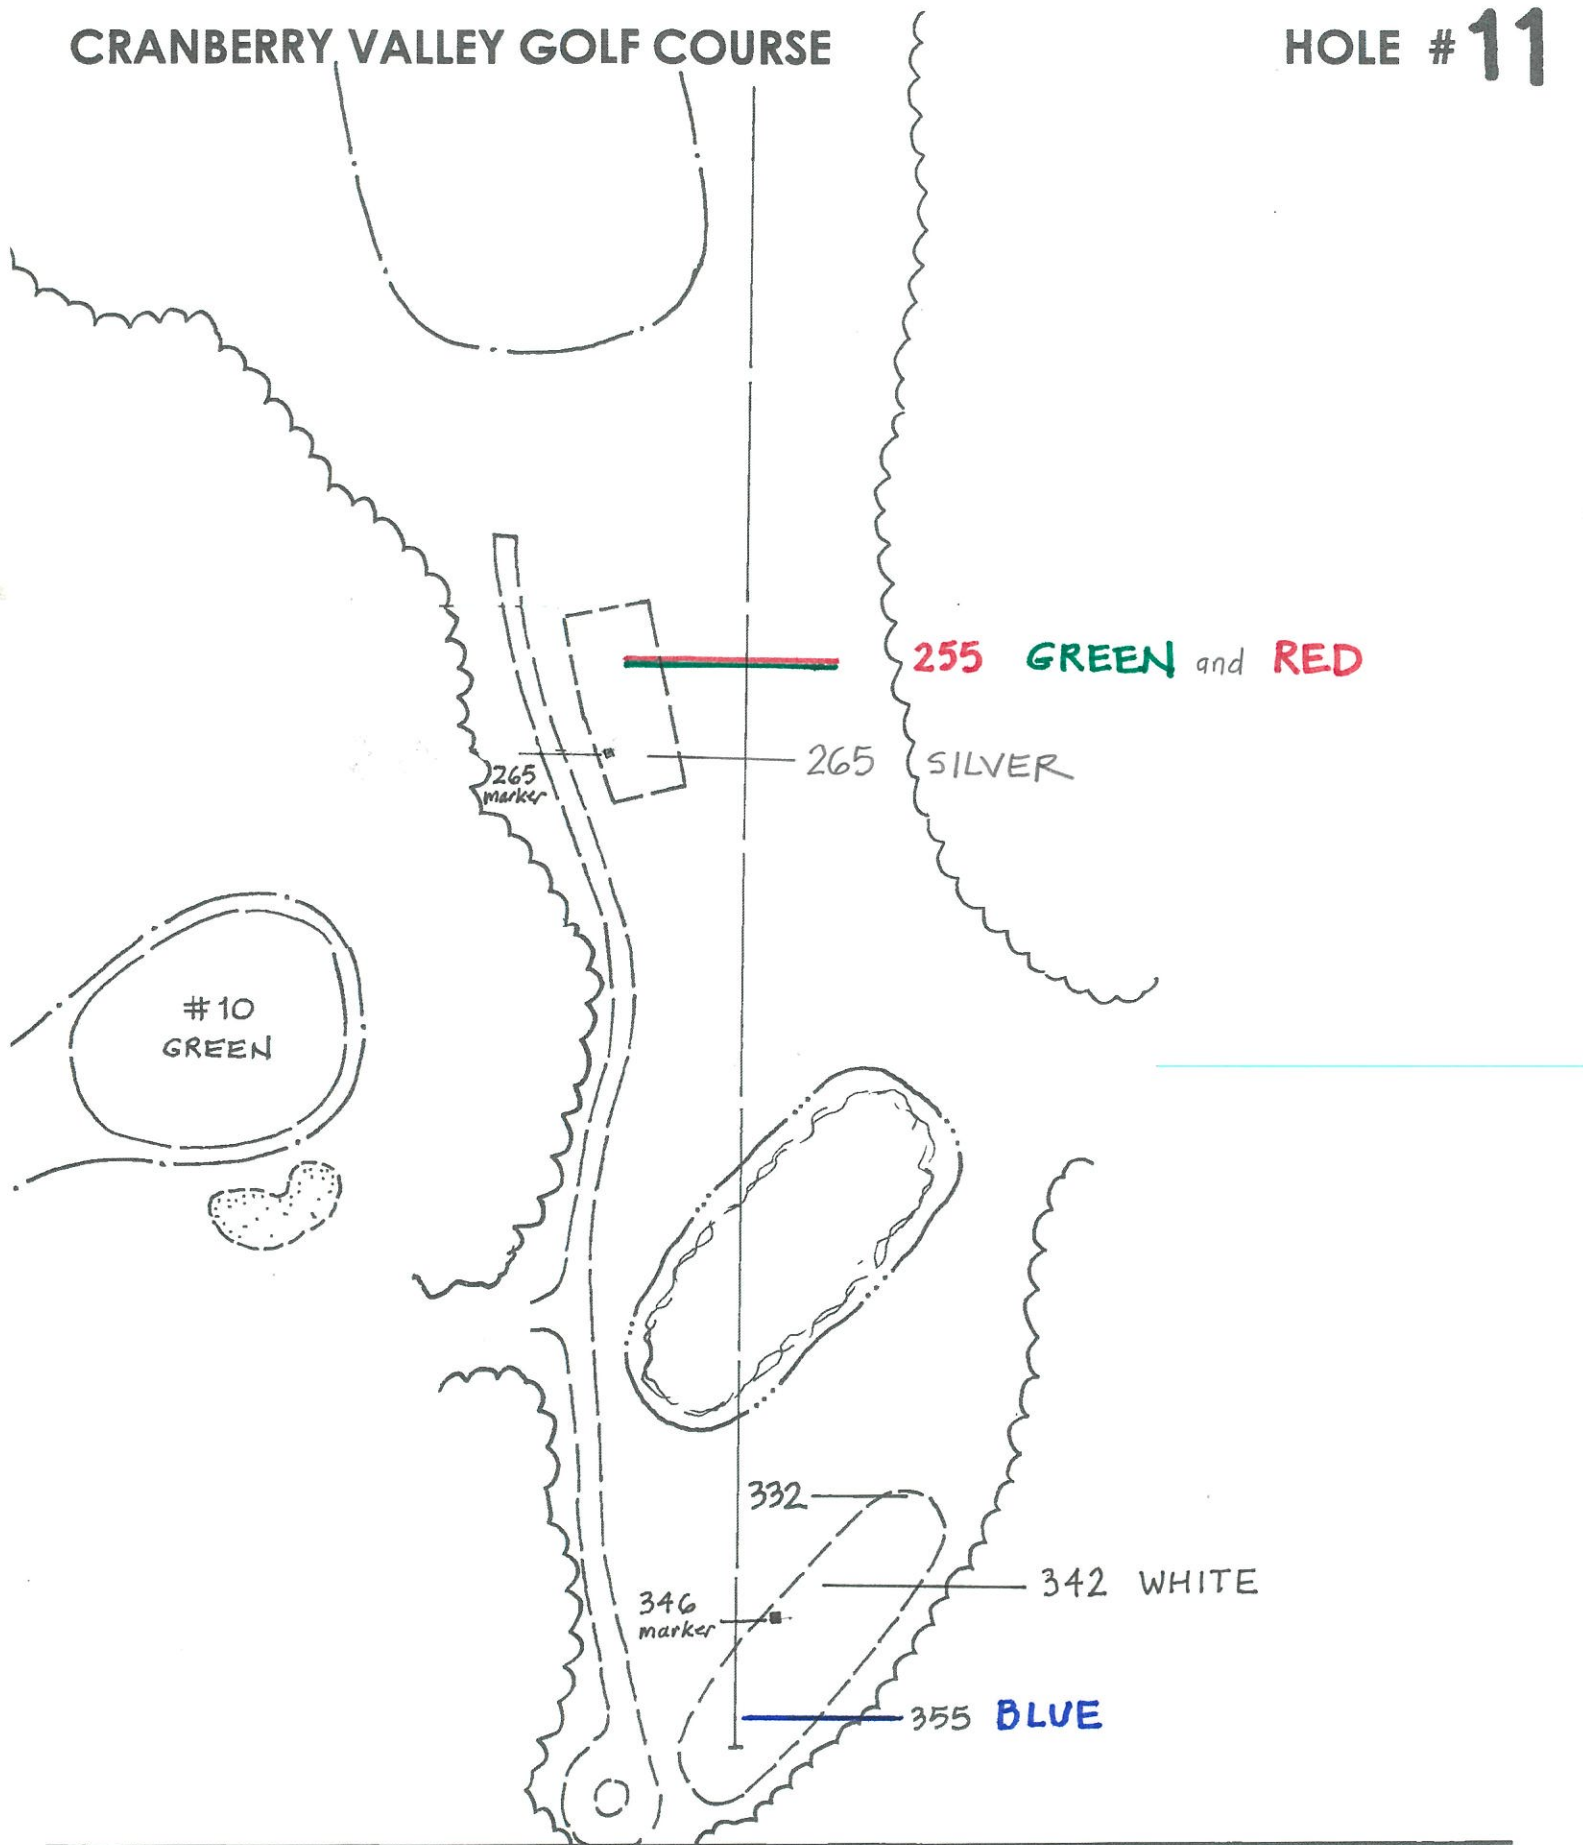 CRANBERRY VALLEY GOLF COURSE
HOLE #11
255 GREEN and RED
265 SILVER
265
marker
#10
GREEN
332
342 WHITE
346
marker
355 BLUE